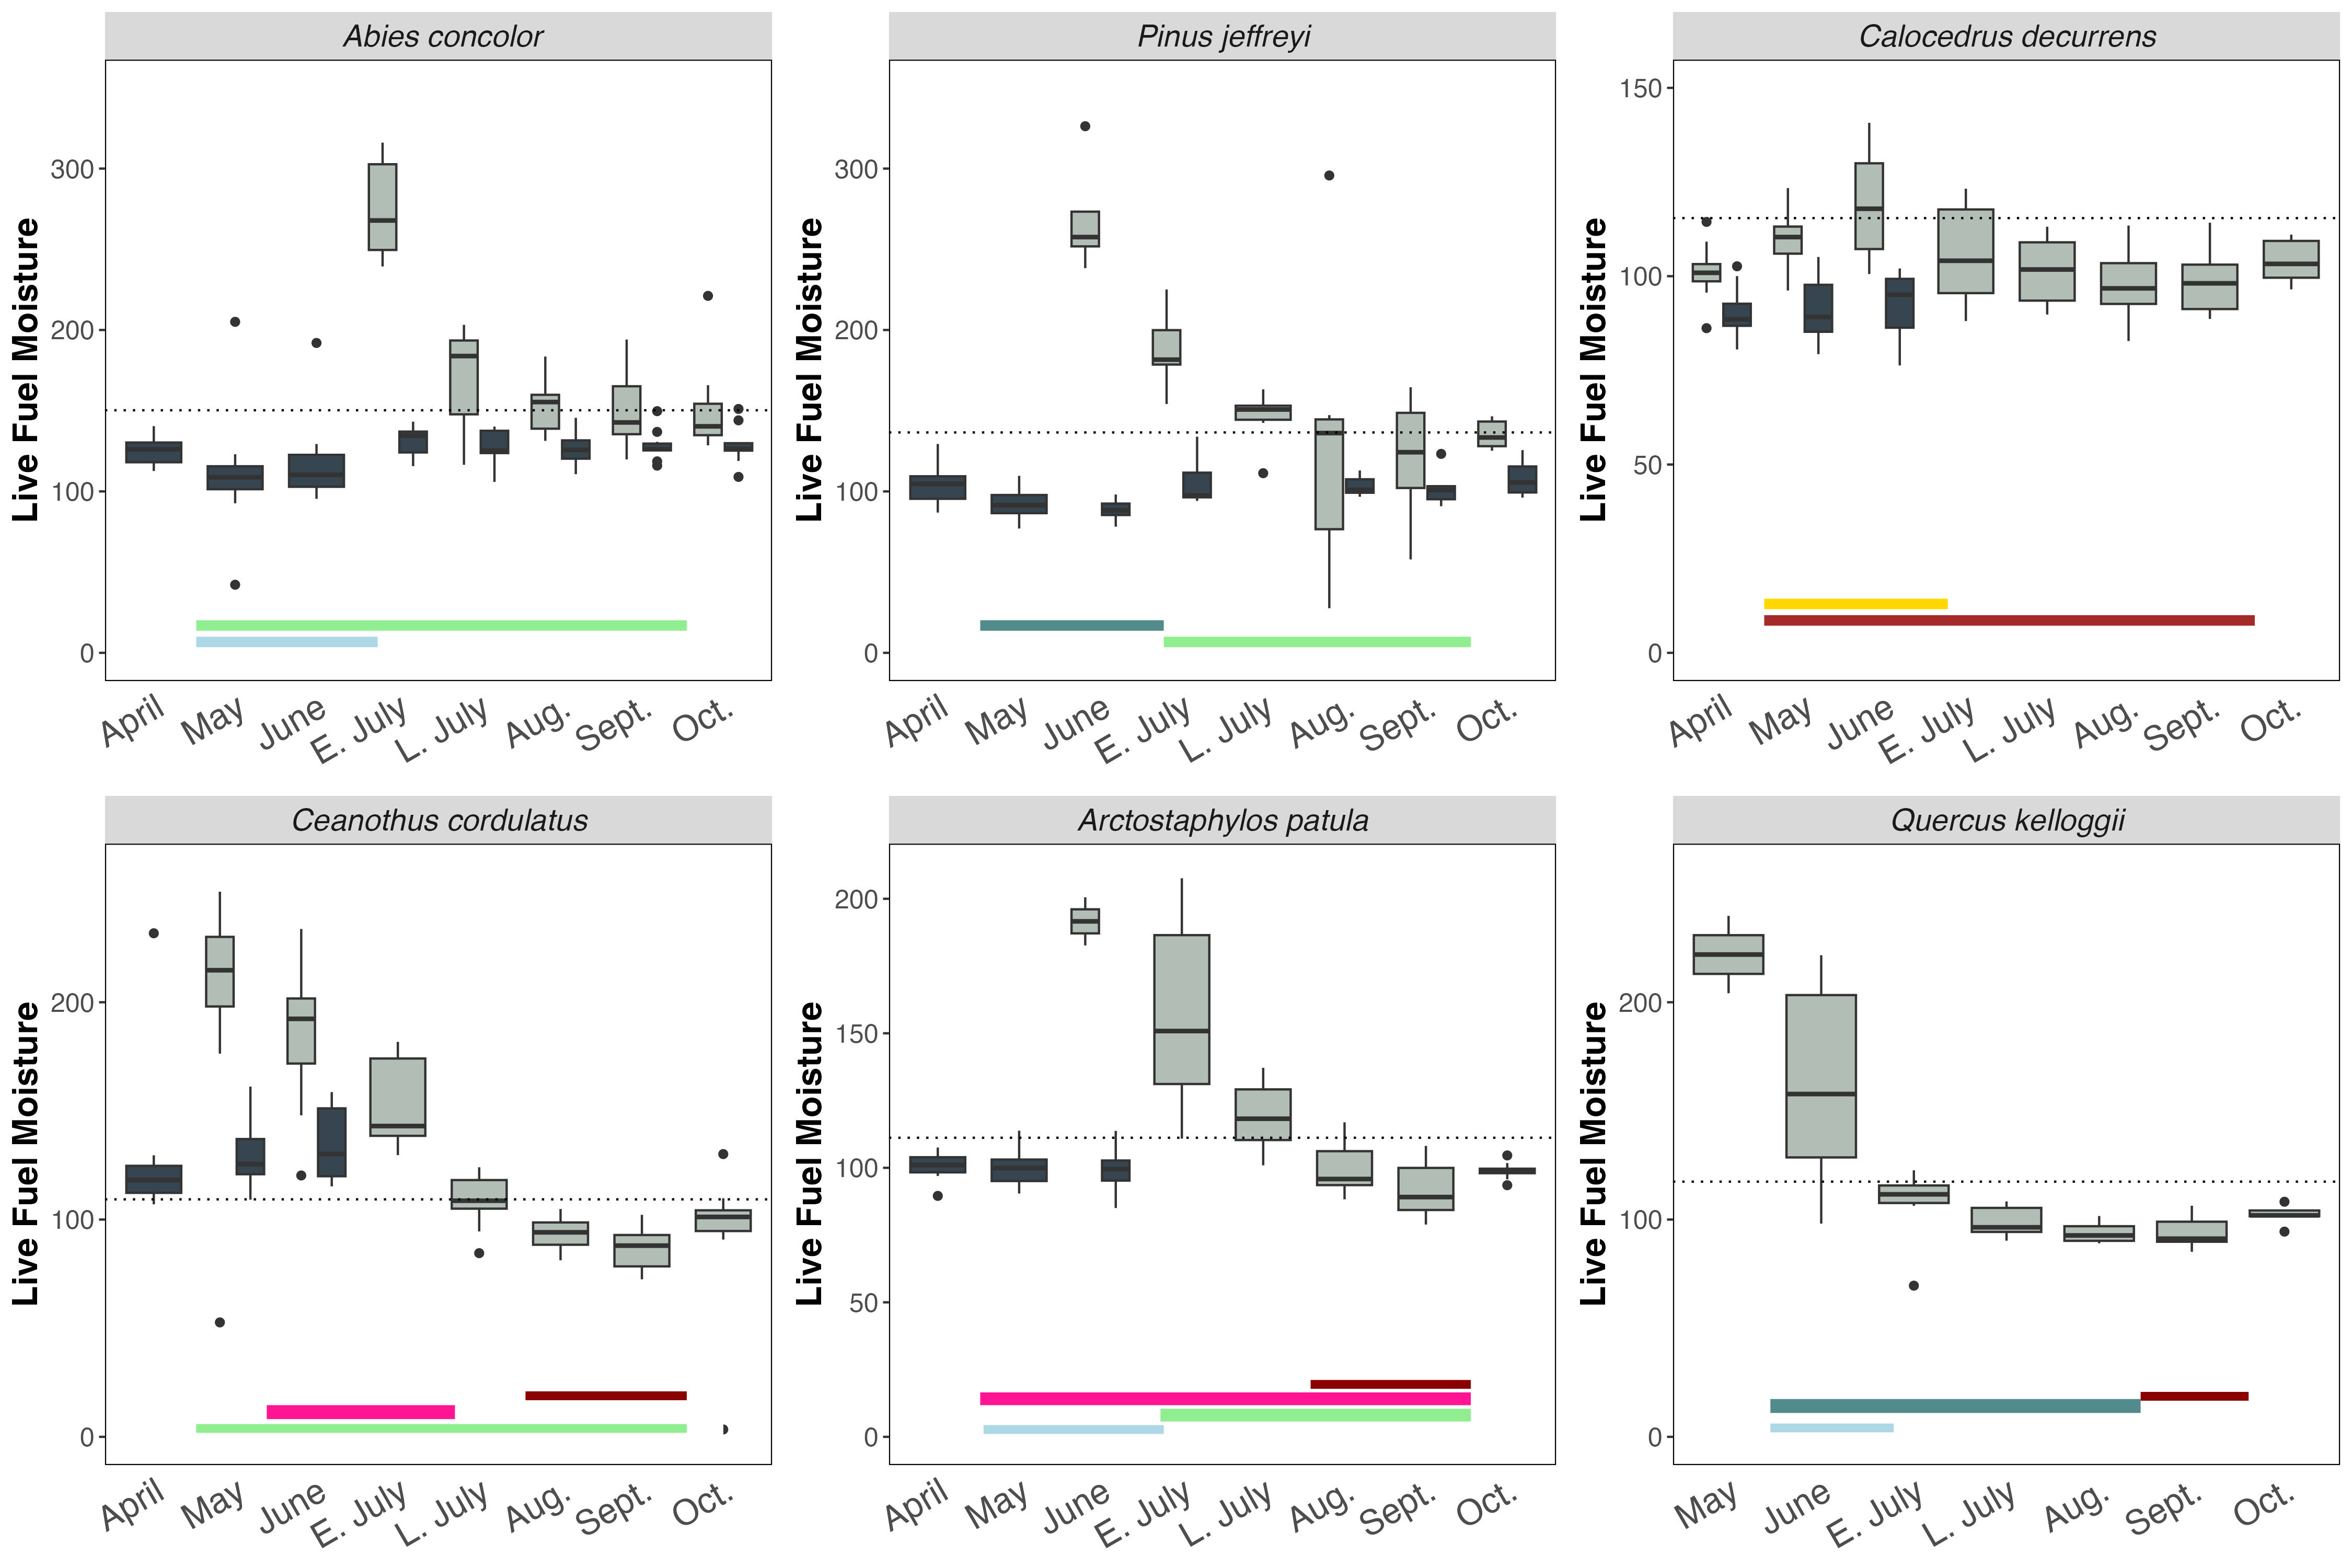 Abies concolor
Live Fuel Moisture
300
200
100
0
April May June E. July L. July Aug. Sept. Oct.
Pinus jeffreyi
Live Fuel Moisture
300
200
100
0
April May June E. July L. July Aug. Sept. Oct.
Calocedrus decurrens
Live Fuel Moisture
150
100
50
0
April May June E. July L. July Aug. Sept. Oct.
Ceanothus cordulatus
Live Fuel Moisture
200
100
0
April May June E. July L. July Aug. Sept. Oct.
Arctostaphylos patula
Live Fuel Moisture
200
150
100
50
0
April May June E. July L. July Aug. Sept. Oct.
Quercus kelloggii
Live Fuel Moisture
200
100
0
May June E. July L. July Aug. Sept. Oct.